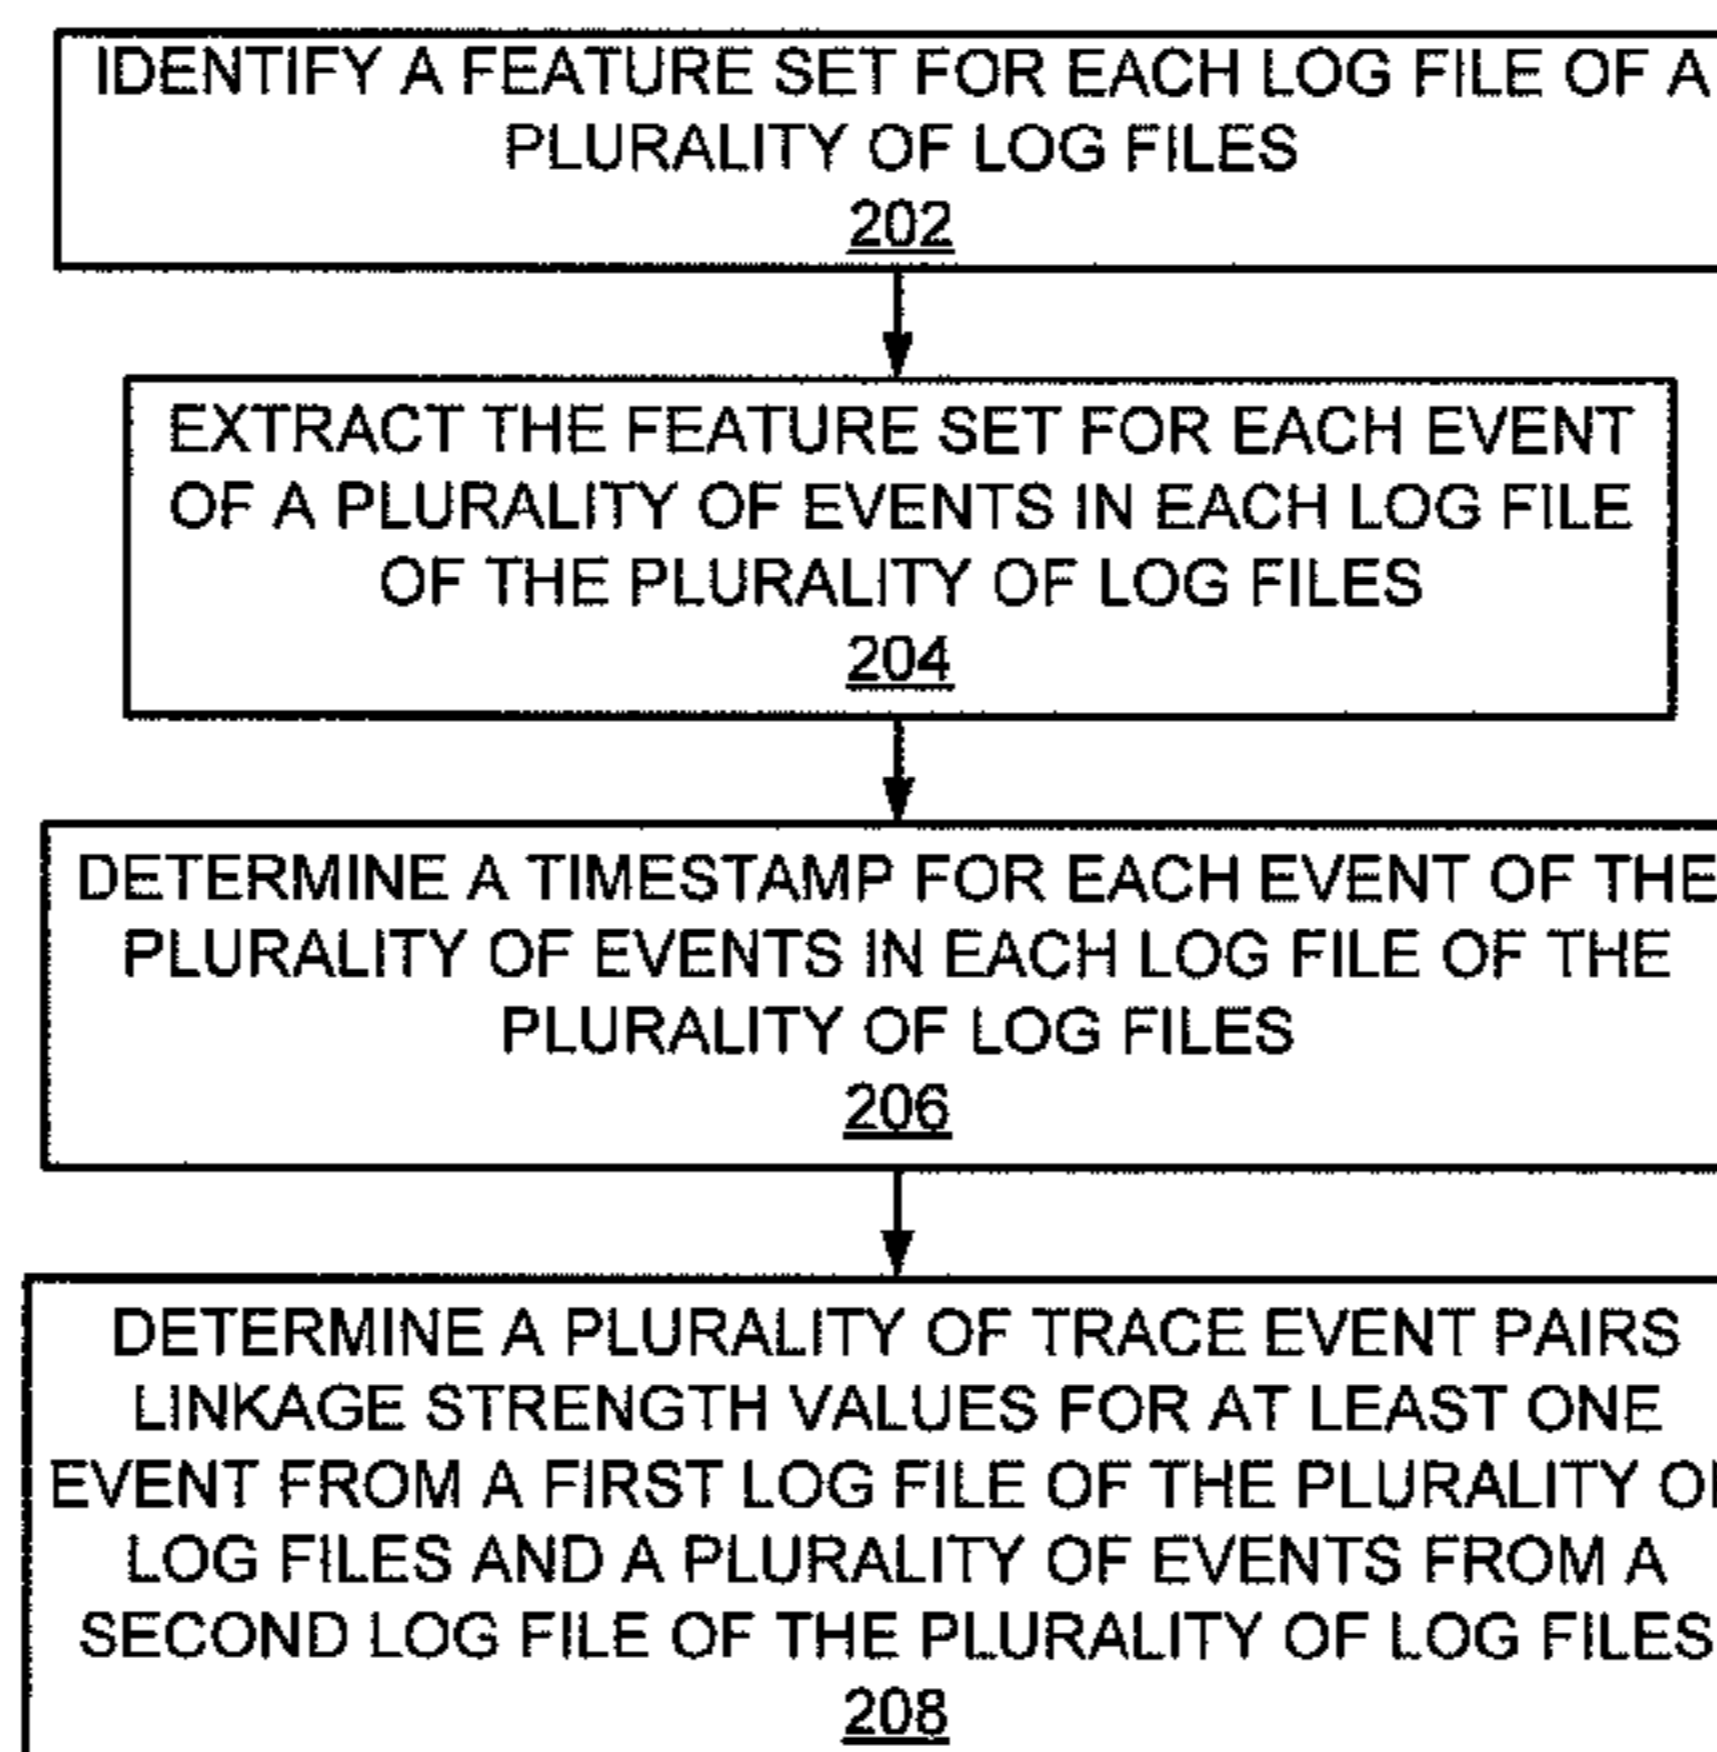 IDENTIFY A FEATURE SET FOR EACH LOG FILE OF A
PLURALITY OF LOG FILES
202
EXTRACT THE FEATURE SET FOR EACH EVENT
OF A PLURALITY OF EVENTS IN EACH LOG FILE
OF THE PLURALITY OF LOG FILES
204
DETERMINE A TIMESTAMP FOR EACH EVENT OF THE
PLURALITY OF EVENTS IN EACH LOG FILE OF THE
PLURALITY OF LOG FILES
206
DETERMINE A PLURALITY OF TRACE EVENT PAIRS
LINKAGE STRENGTH VALUES FOR AT LEAST ONE
EVENT FROM A FIRST LOG FILE OF THE PLURALITY OF
LOG FILES AND A PLURALITY OF EVENTS FROM A
SECOND LOG FILE OF THE PLURALITY OF LOG FILES
208